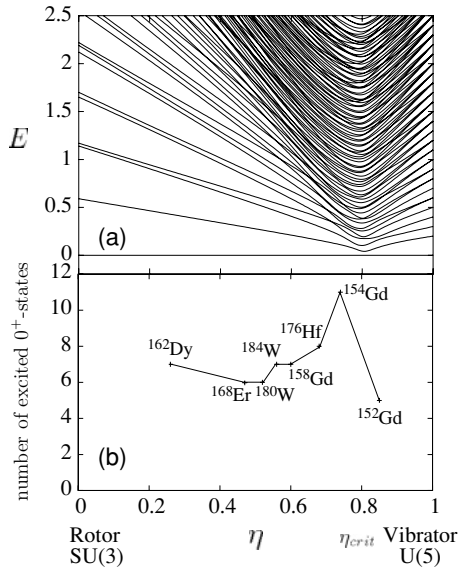 2.5
2
1.5
E
1
0.5
(a)
0
12
number of excited 0⁺-states
10
8
6
4
2
0
¹⁵⁴Gd
¹⁷⁶Hf
¹⁶²Dy
¹⁸⁴W
¹⁵⁸Gd
¹⁶⁸Er
¹⁸⁰W
¹⁵²Gd
(b)
0 0.2 0.4 0.6 0.8 1
Rotor η η_crit Vibrator
SU(3) U(5)